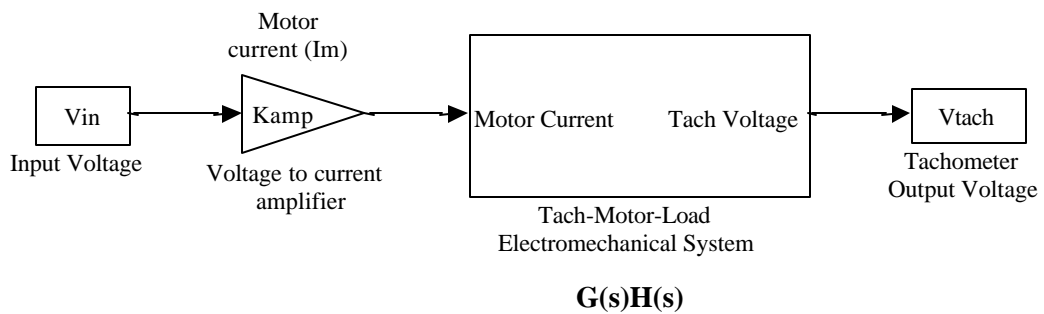 Motor
current (Im)
Vin
Kamp
Motor Current
Tach Voltage
Vtach
Input Voltage
Voltage to current
amplifier
Tachometer
Output Voltage
Tach-Motor-Load
Electromechanical System
G(s)H(s)